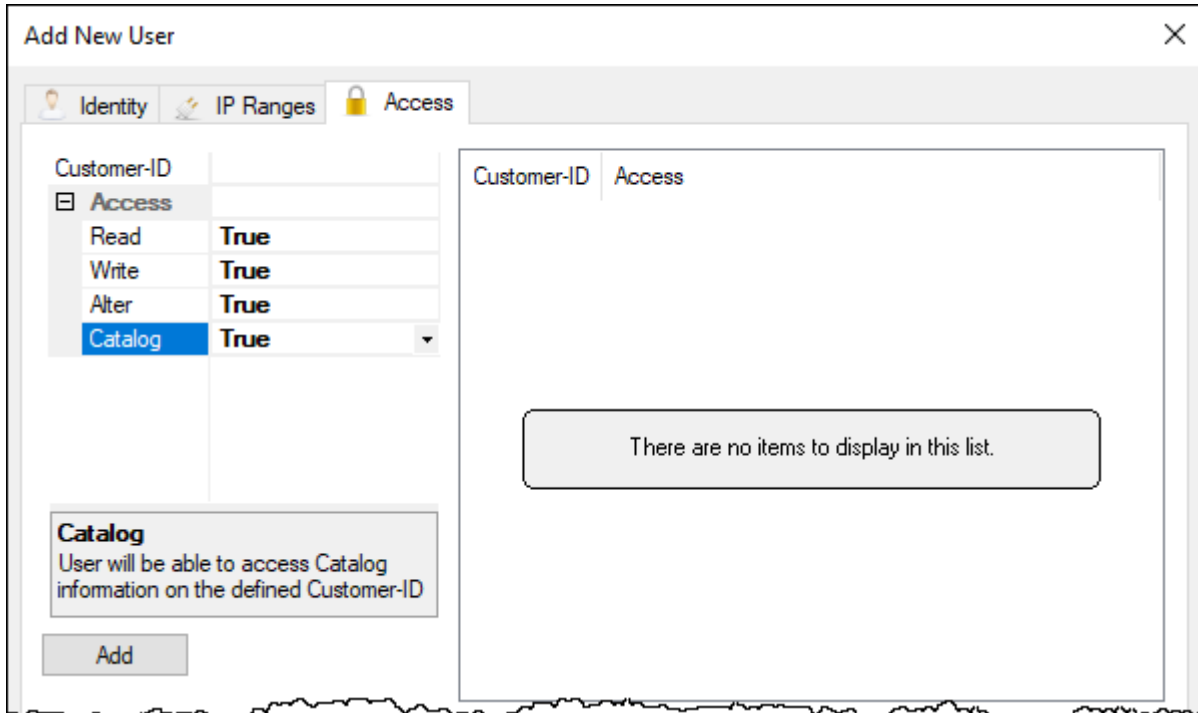 Add New User
Identity IP Ranges Access
Customer-ID
Access
Read True
Write True
Alter True
Catalog True
Catalog
User will be able to access Catalog
information on the defined Customer-ID
Add
Customer-ID Access
There are no items to display in this list.